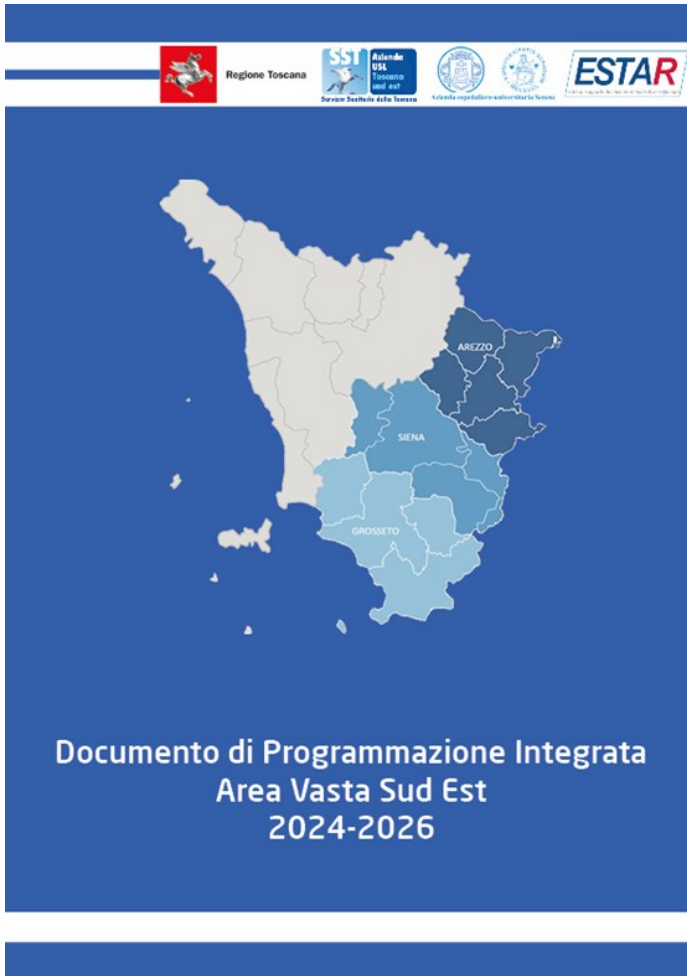 Regione Toscana
SST
Azienda
USL
Toscana
sud est
Servizio Sanitario della Toscana
Azienda ospedaliero-universitaria Senese
ESTAR
AREZZO
SIENA
GROSSETO
Documento di Programmazione Integrata
Area Vasta Sud Est
2024-2026